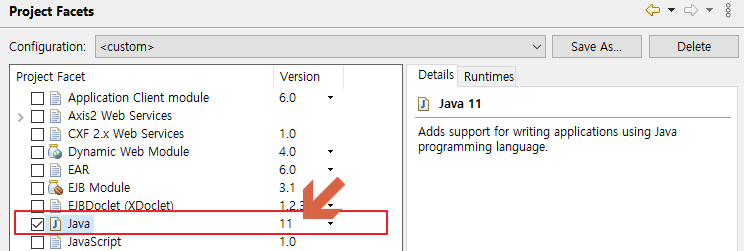 Project Facets
Configuration: <custom> Save As... Delete
Project Facet Version
Application Client module 6.0
Axis2 Web Services
CXF 2.x Web Services 1.0
Dynamic Web Module 4.0
EAR 6.0
EJB Module 3.1
EJBDoclet (XDoclet) 1.2.3
Java 11
JavaScript 1.0
Details Runtimes
Java 11
Adds support for writing applications using Java
programming language.